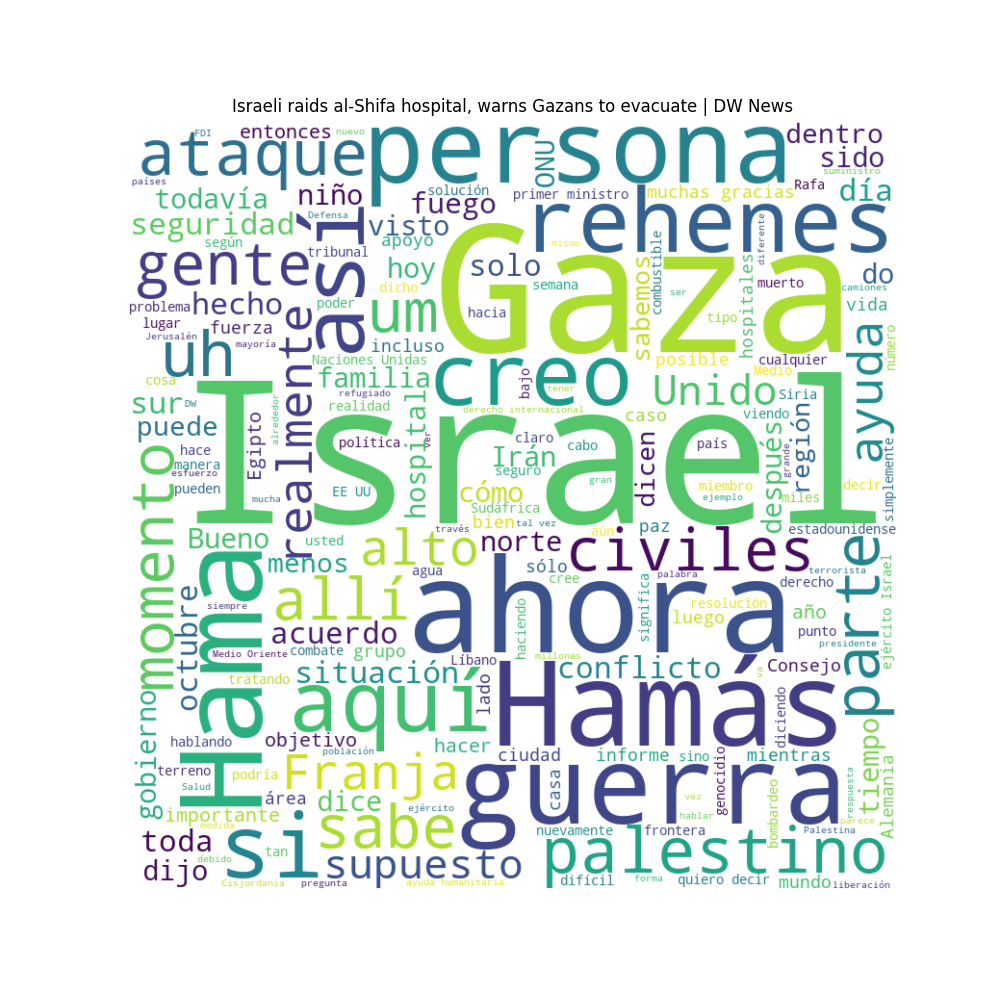 Israeli raids al-Shifa hospital, warns Gazans to evacuate | DW News
FDI
entonces
nuevo
persona
dentro
ataque
ONU
sido
países
suministro
todavía
niño
solución
primer ministro
muchas gracias
Rafa
día
seguridad
Defensa
fuego
rehenes
según
tribunal
visto
apoyo
mismo
combustible
diferente
gente
así
dicho
hoy
Gaza
solo
semana
sabemos
hospitales
muerto
do
camiones
problema
hecho
poder
um
hacia
ser
tipo
vida
lugar
fuerza
Jerusalén
mayoría
uh
realmente
incluso
número
Naciones Unidas
creo
posible
cualquier
ayuda
cosa
familia
bajo
tener
Unido
Medio
Siria
sur
DW
refugiado
realidad
hospital
derecho internacional
caso
viendo
región
puede
alrededor
Israel
hace
Egipto
política
ver
claro
cabo
dicen
país
después
grande
simplemente
manera
esfuerzo
Irán
seguro
gran
momento
pueden
mucha
EE UU
cómo
miembro
ejemplo
miles
decir
Sudáfrica
bien
tal vez
aún
paz
estadounidense
Bueno
usted
través
alto
norte
civiles
parte
menos
agua
sólo
cree
significa
palabra
terrorista
derecho
ejército Israel
Hama
octubre
siempre
allí
ahora
haciendo
resolución
luego
año
acuerdo
punto
combate
grupo
presidente
Medio Oriente
Líbano
millones
situación
conflicto
va
Consejo
tratando
aquí
lado
Hamás
diciendo
gobierno
hablando
objetivo
población
hacer
ciudad
informe
sino
mientras
tiempo
terreno
podría
Franja
guerra
casa
genocidio
respuesta
Alemania
Salud
área
dice
ejército
vez
bombardeo
importante
medida
sabe
hablar
parece
toda
si
nuevamente
frontera
Palestina
debido
tan
supuesto
palestino
dijo
Cisjordania
pregunta
ayuda humanitaria
difícil
forma
quiero decir
mundo
liberación